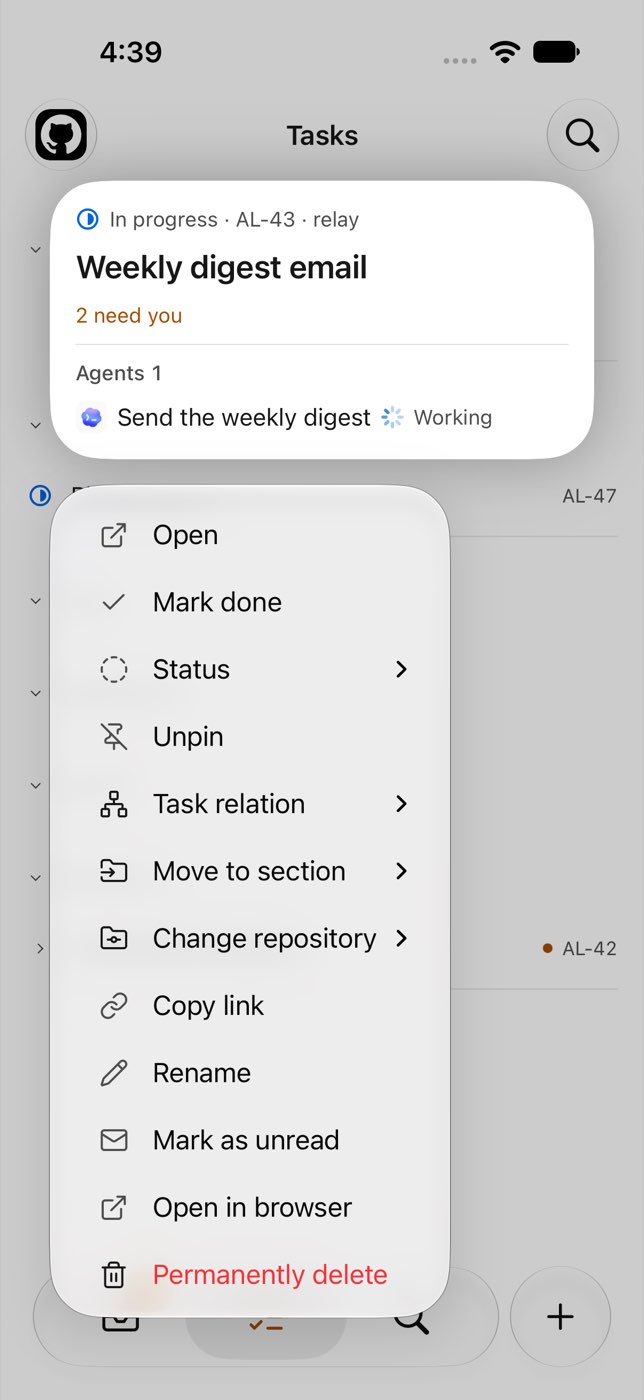 4:39
Tasks
In progress · AL-43 · relay
Weekly digest email
2 need you
Agents 1
Send the weekly digest Working
AL-47
Open
Mark done
Status
Unpin
Task relation
Move to section
Change repository
AL-42
Copy link
Rename
Mark as unread
Open in browser
Permanently delete